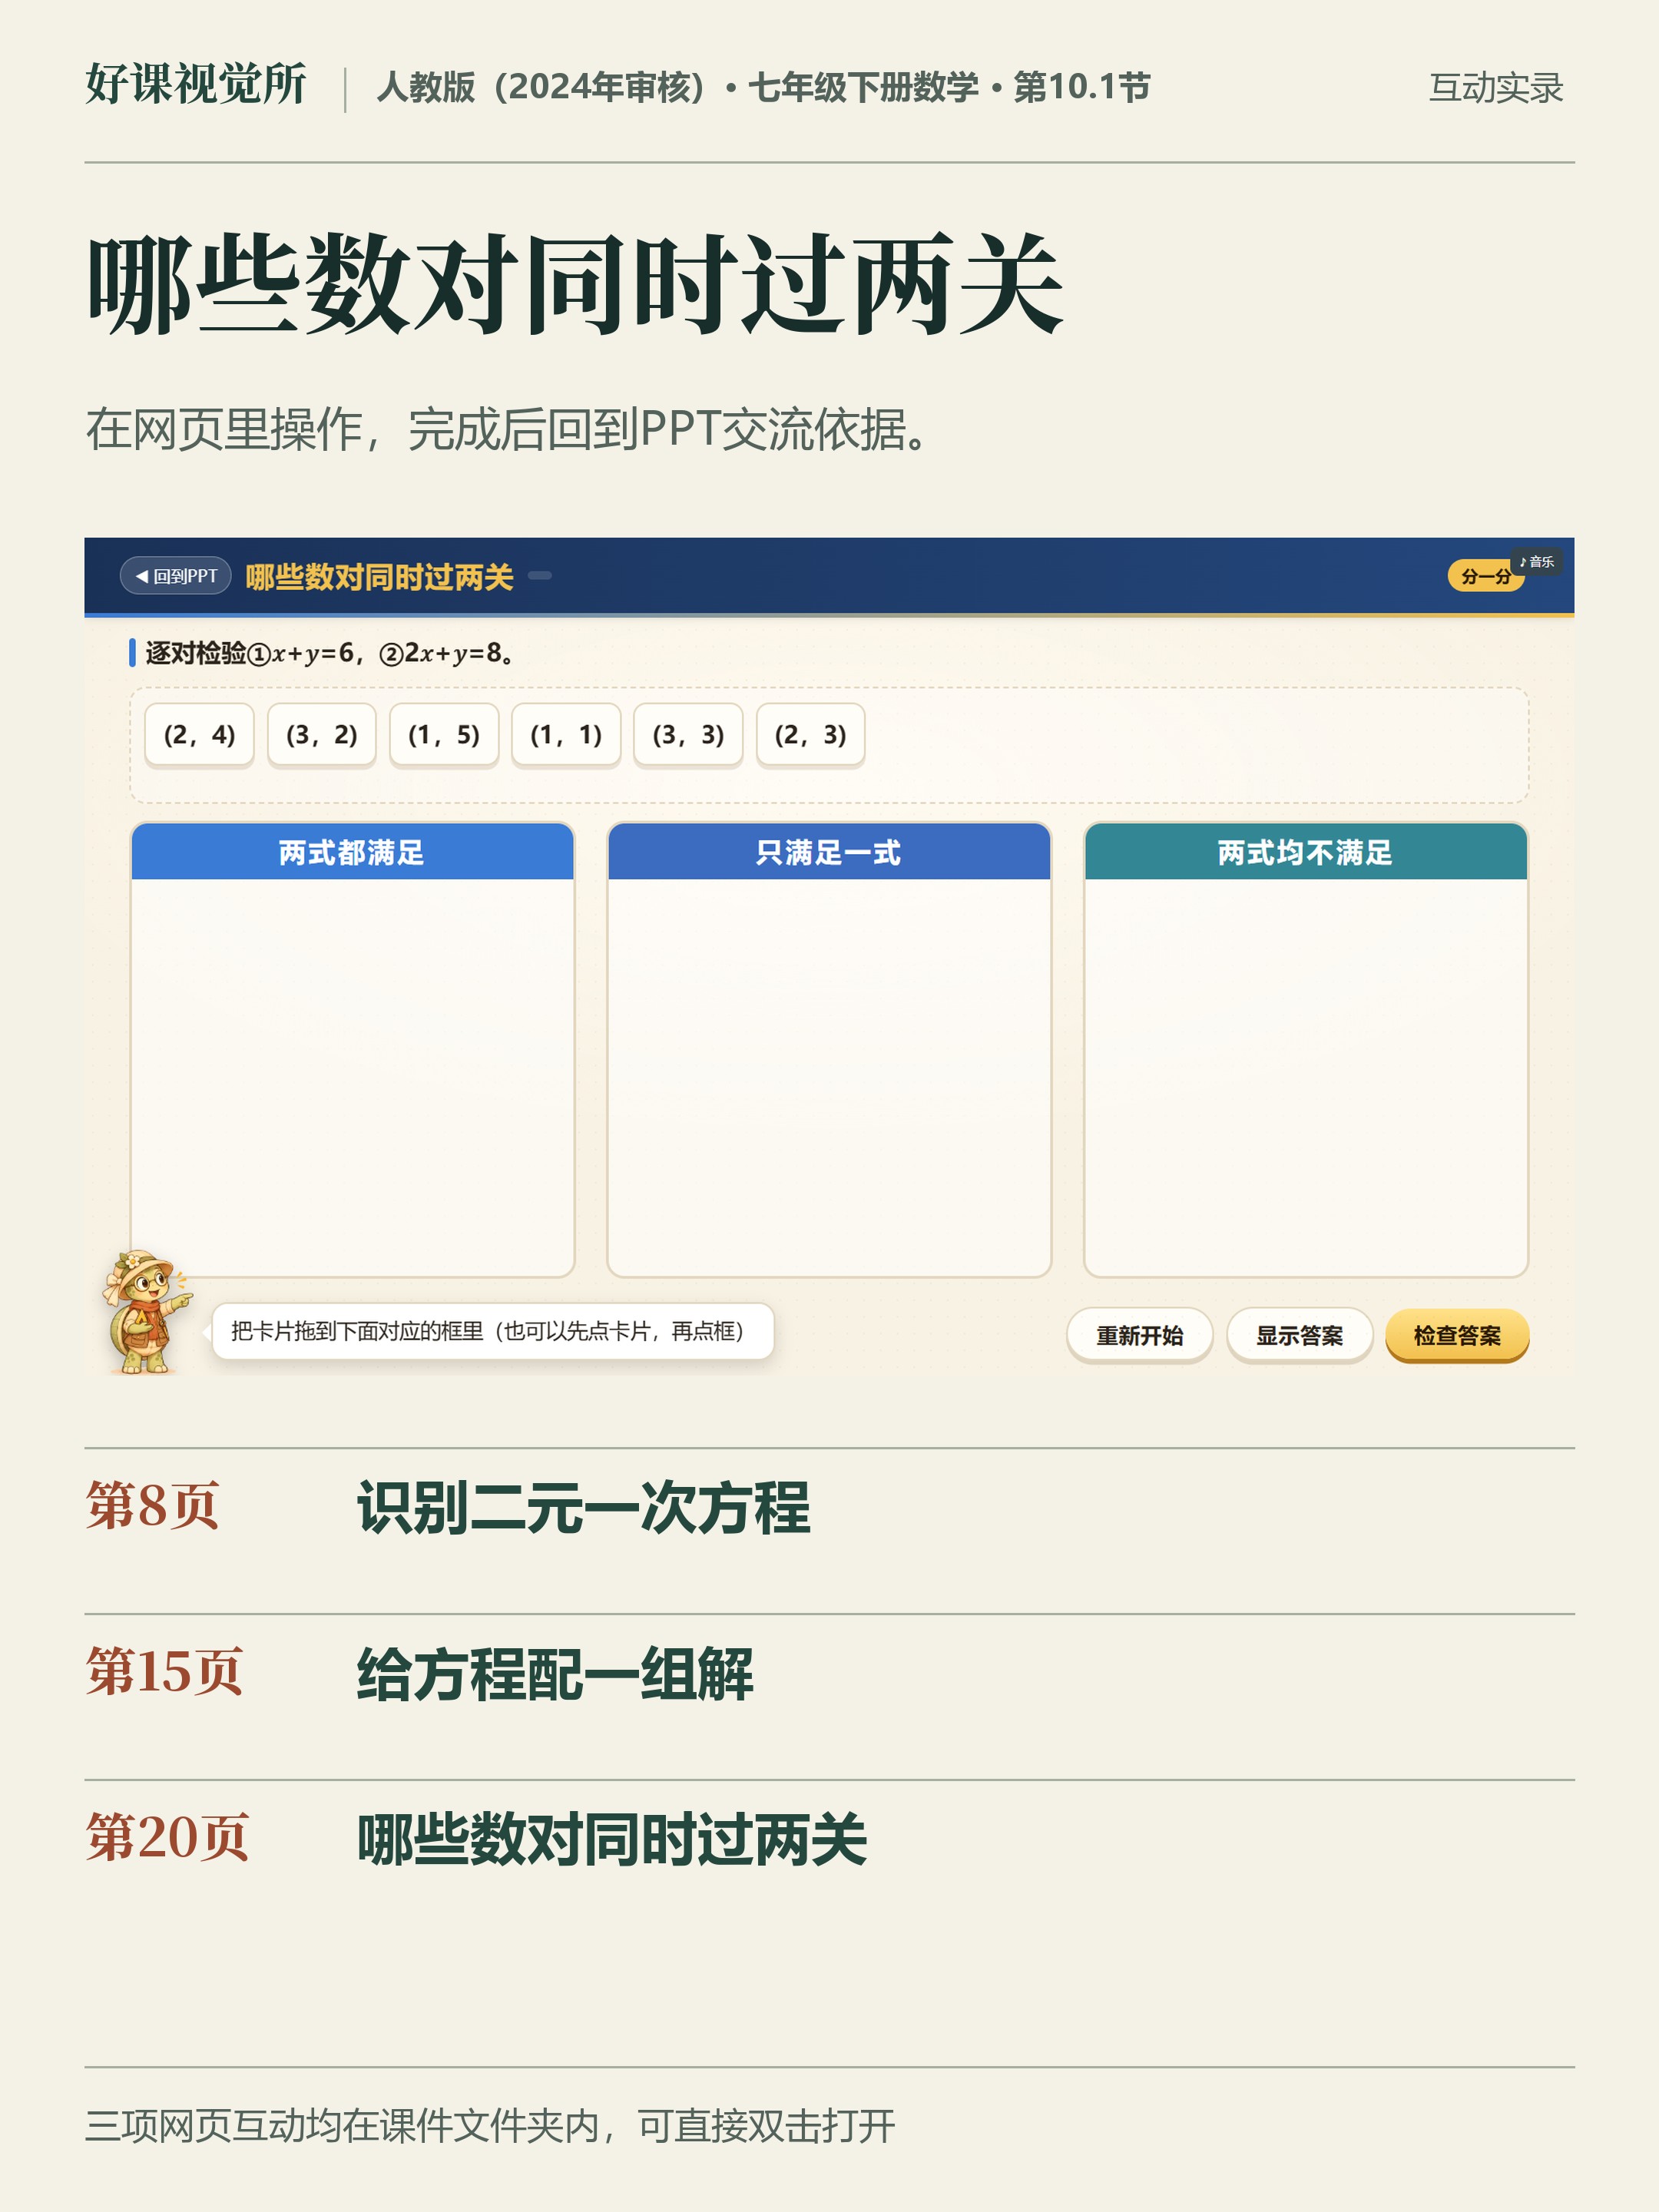 好课视觉所
人教版（2024年审核）• 七年级下册数学 • 第10.1节
互动实录
哪些数对同时过两关
在网页里操作，完成后回到PPT交流依据。
◀ 回到PPT
哪些数对同时过两关
分一分
♪ 音乐
逐对检验①x+y=6，②2x+y=8。
(2，4) (3，2) (1，5) (1，1) (3，3) (2，3)
两式都满足
只满足一式
两式均不满足
把卡片拖到下面对应的框里（也可以先点卡片，再点框）
重新开始
显示答案
检查答案
第8页 识别二元一次方程
第15页 给方程配一组解
第20页 哪些数对同时过两关
三项网页互动均在课件文件夹内，可直接双击打开